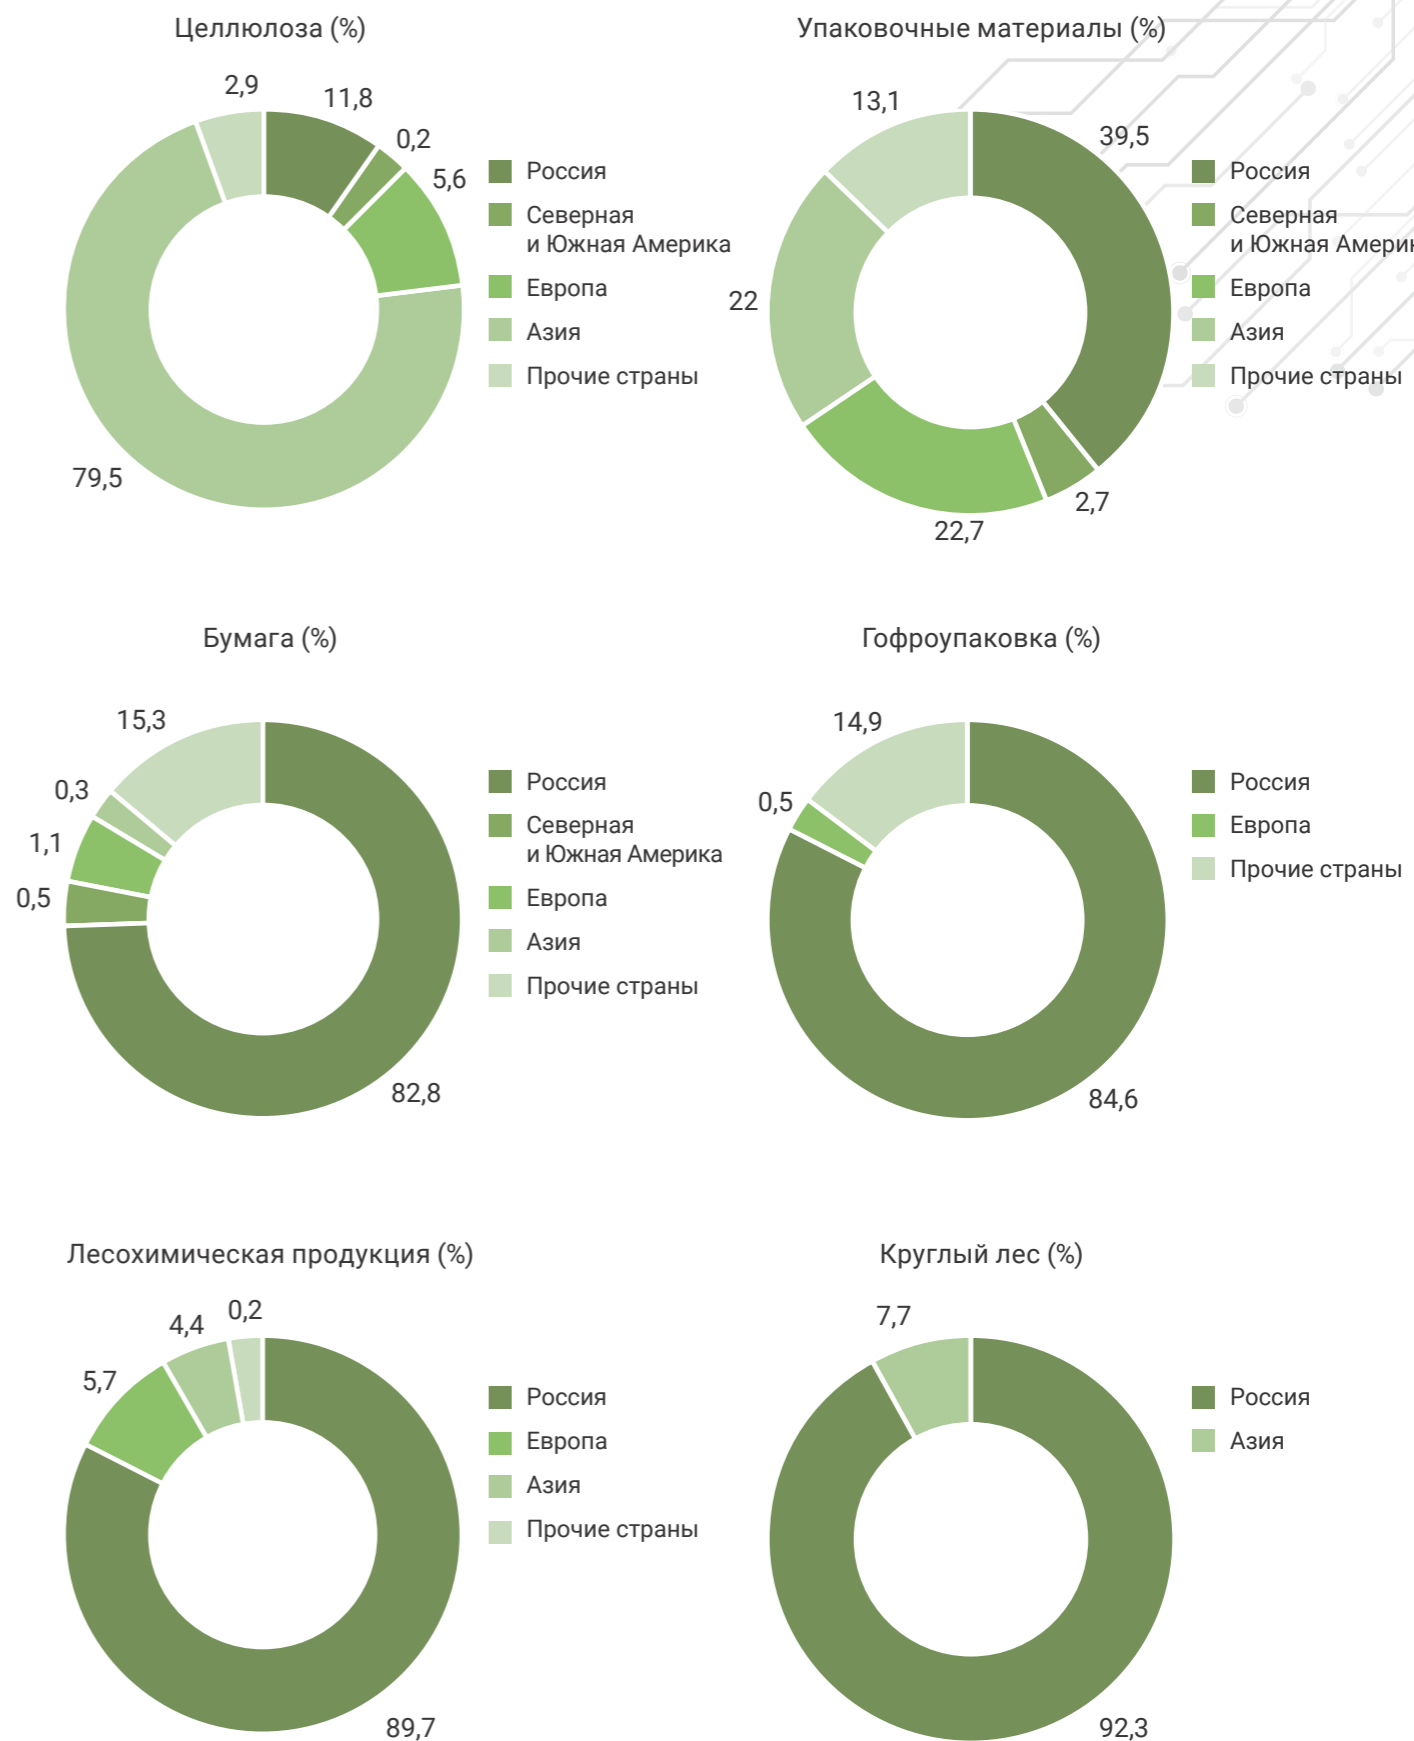 Целлюлоза (%)
2,9
11,8
0,2
5,6
79,5
Россия
Северная
и Южная Америка
Европа
Азия
Прочие страны
Упаковочные материалы (%)
13,1
39,5
22
2,7
22,7
Россия
Северная
и Южная Америк
Европа
Азия
Прочие страны
Бумага (%)
15,3
0,3
1,1
0,5
82,8
Россия
Северная
и Южная Америка
Европа
Азия
Прочие страны
Гофроупаковка (%)
14,9
0,5
84,6
Россия
Европа
Прочие страны
Лесохимическая продукция (%)
0,2
4,4
5,7
89,7
Россия
Европа
Азия
Прочие страны
Круглый лес (%)
7,7
92,3
Россия
Азия